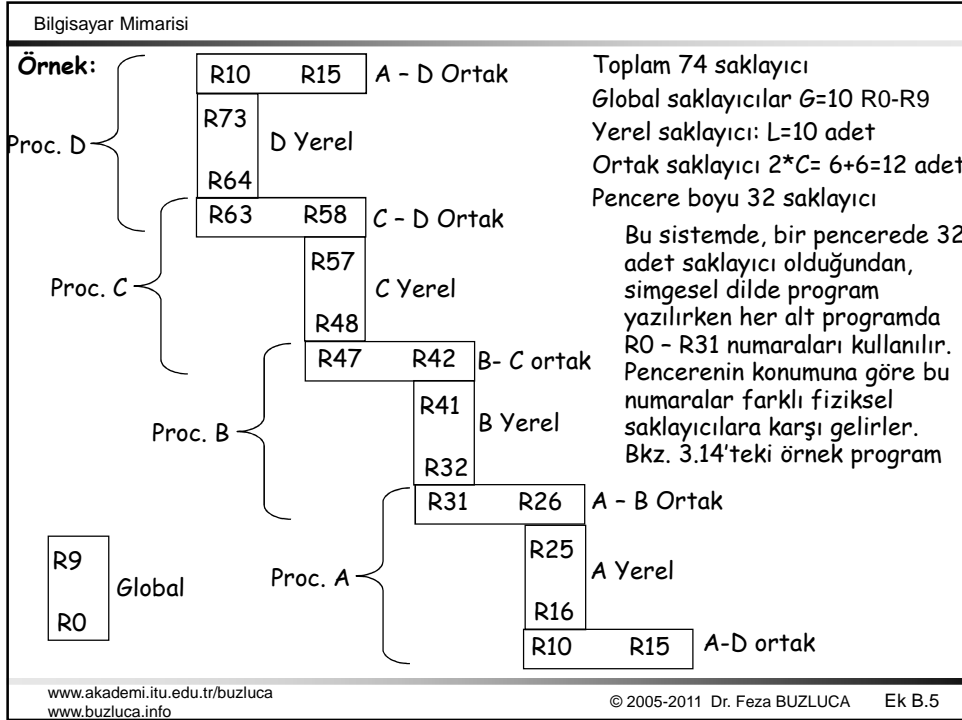 Bilgisayar Mimarisi
Örnek:
R10 R15 A – D Ortak
R73
D Yerel
Proc. D
R64
R63 R58 C – D Ortak
R57
Proc. C
C Yerel
R48
R47 R42 B- C ortak
R41
B Yerel
Proc. B
R32
R31 R26 A – B Ortak
R25
Proc. A
A Yerel
R16
R10 R15 A-D ortak
R9
Global
R0
Toplam 74 saklayıcı
Global saklayıcılar G=10 R0-R9
Yerel saklayıcı: L=10 adet
Ortak saklayıcı 2*C= 6+6=12 adet
Pencere boyu 32 saklayıcı
Bu sistemde, bir pencerede 32
adet saklayıcı olduğundan,
simgesel dilde program
yazılırken her alt programda
R0 – R31 numaraları kullanılır.
Pencerenin konumuna göre bu
numaralar farklı fiziksel
saklayıcılara karşı gelirler.
Bkz. 3.14'teki örnek program
www.akademi.itu.edu.tr/buzluca
www.buzluca.info
© 2005-2011 Dr. Feza BUZLUCA Ek B.5